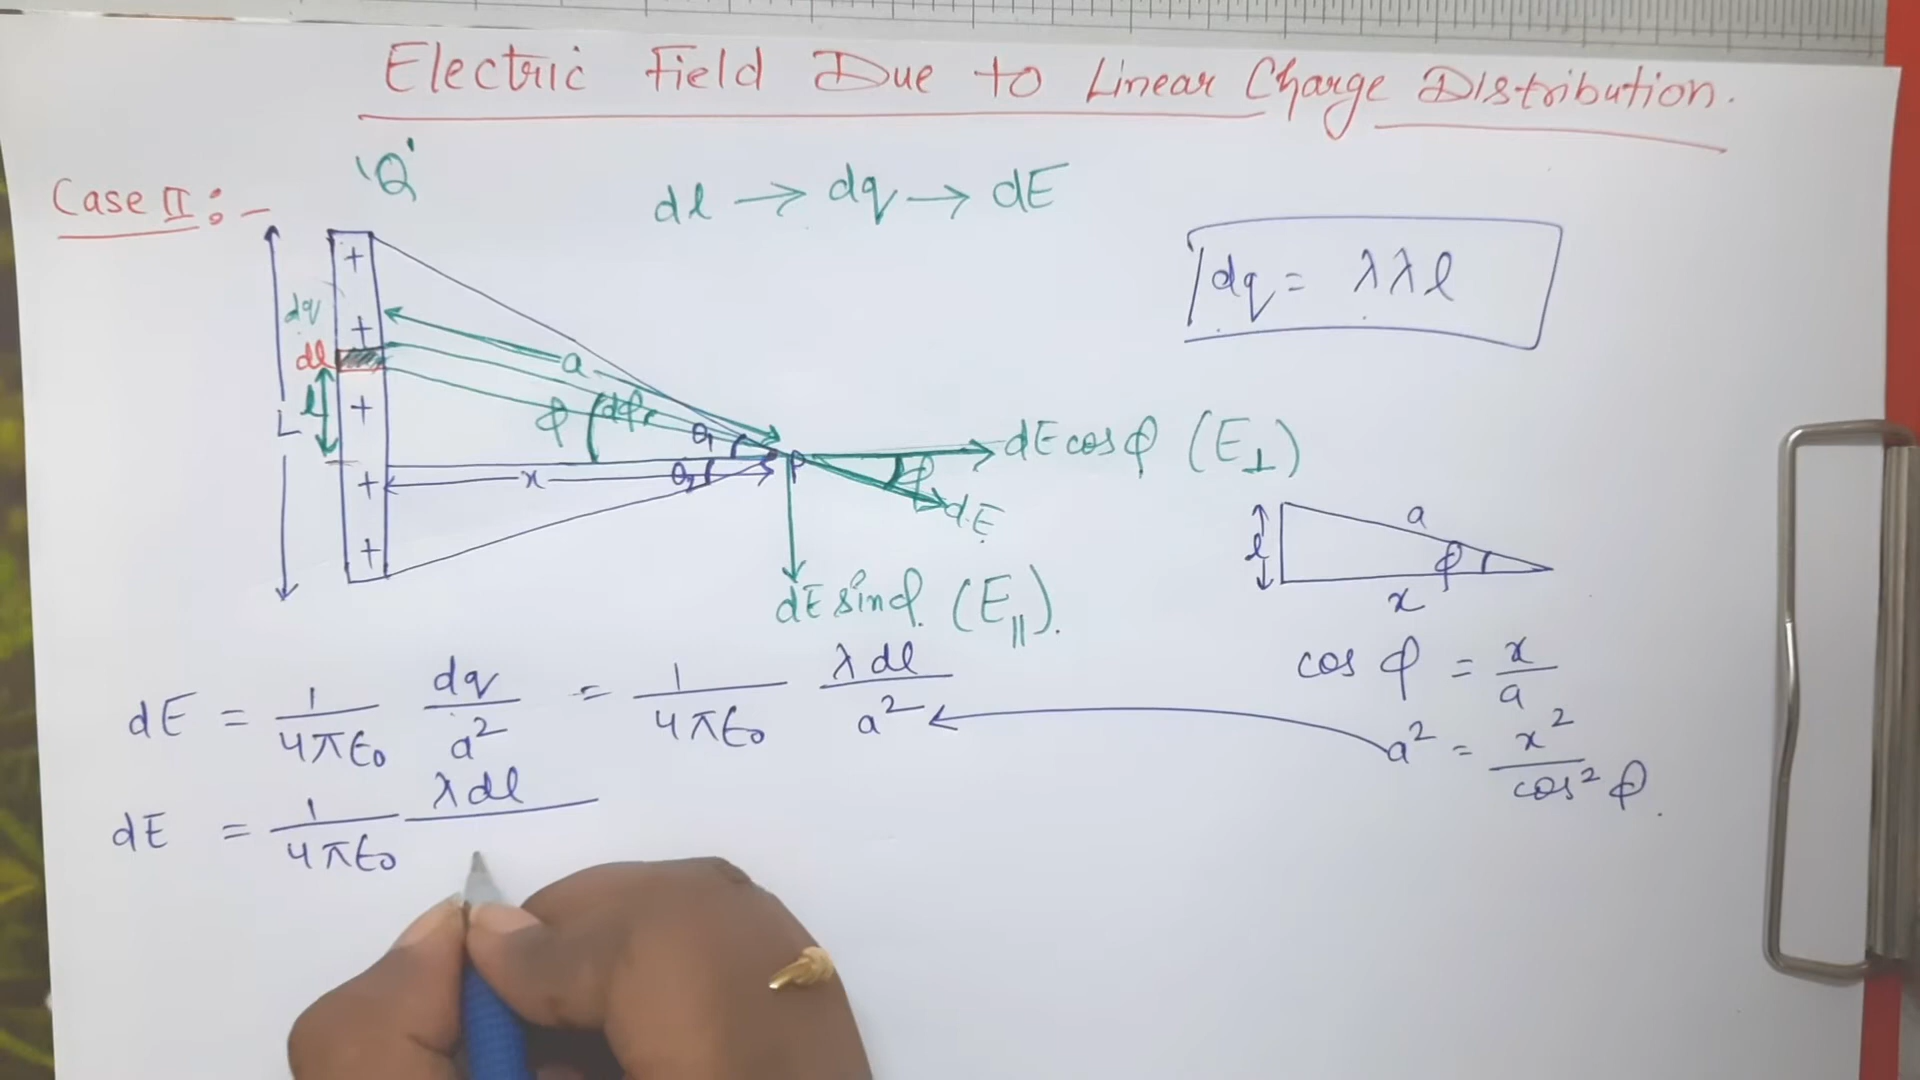 Electric Field Due to Linear Charge Distribution.
Case II :-
'Q'
dl → dq → dE
dq = λλl
+
dq
+
dl
a
l
+
L
φ
dφ
θ₁
P
dE cosφ (E⊥)
φ
dE
+
x
θ₂
+
dE sinφ (E∥).
a
l
φ
x
cos φ = x/a
a² = x²/cos² φ.
dE = 1/4πε₀ dq/a² = 1/4πε₀ λdl/a²
dE = 1/4πε₀ λdl